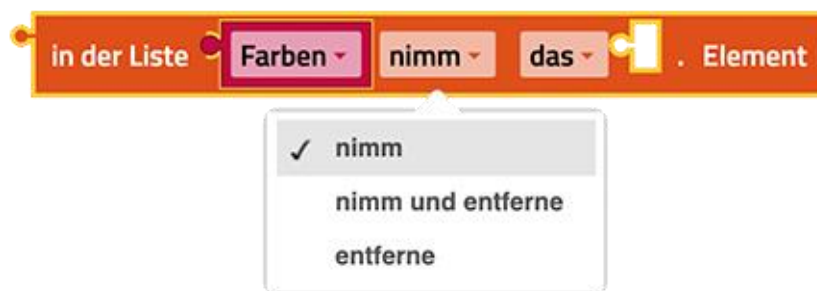 in der Liste Farben nimm das . Element
✓ nimm
nimm und entferne
entferne